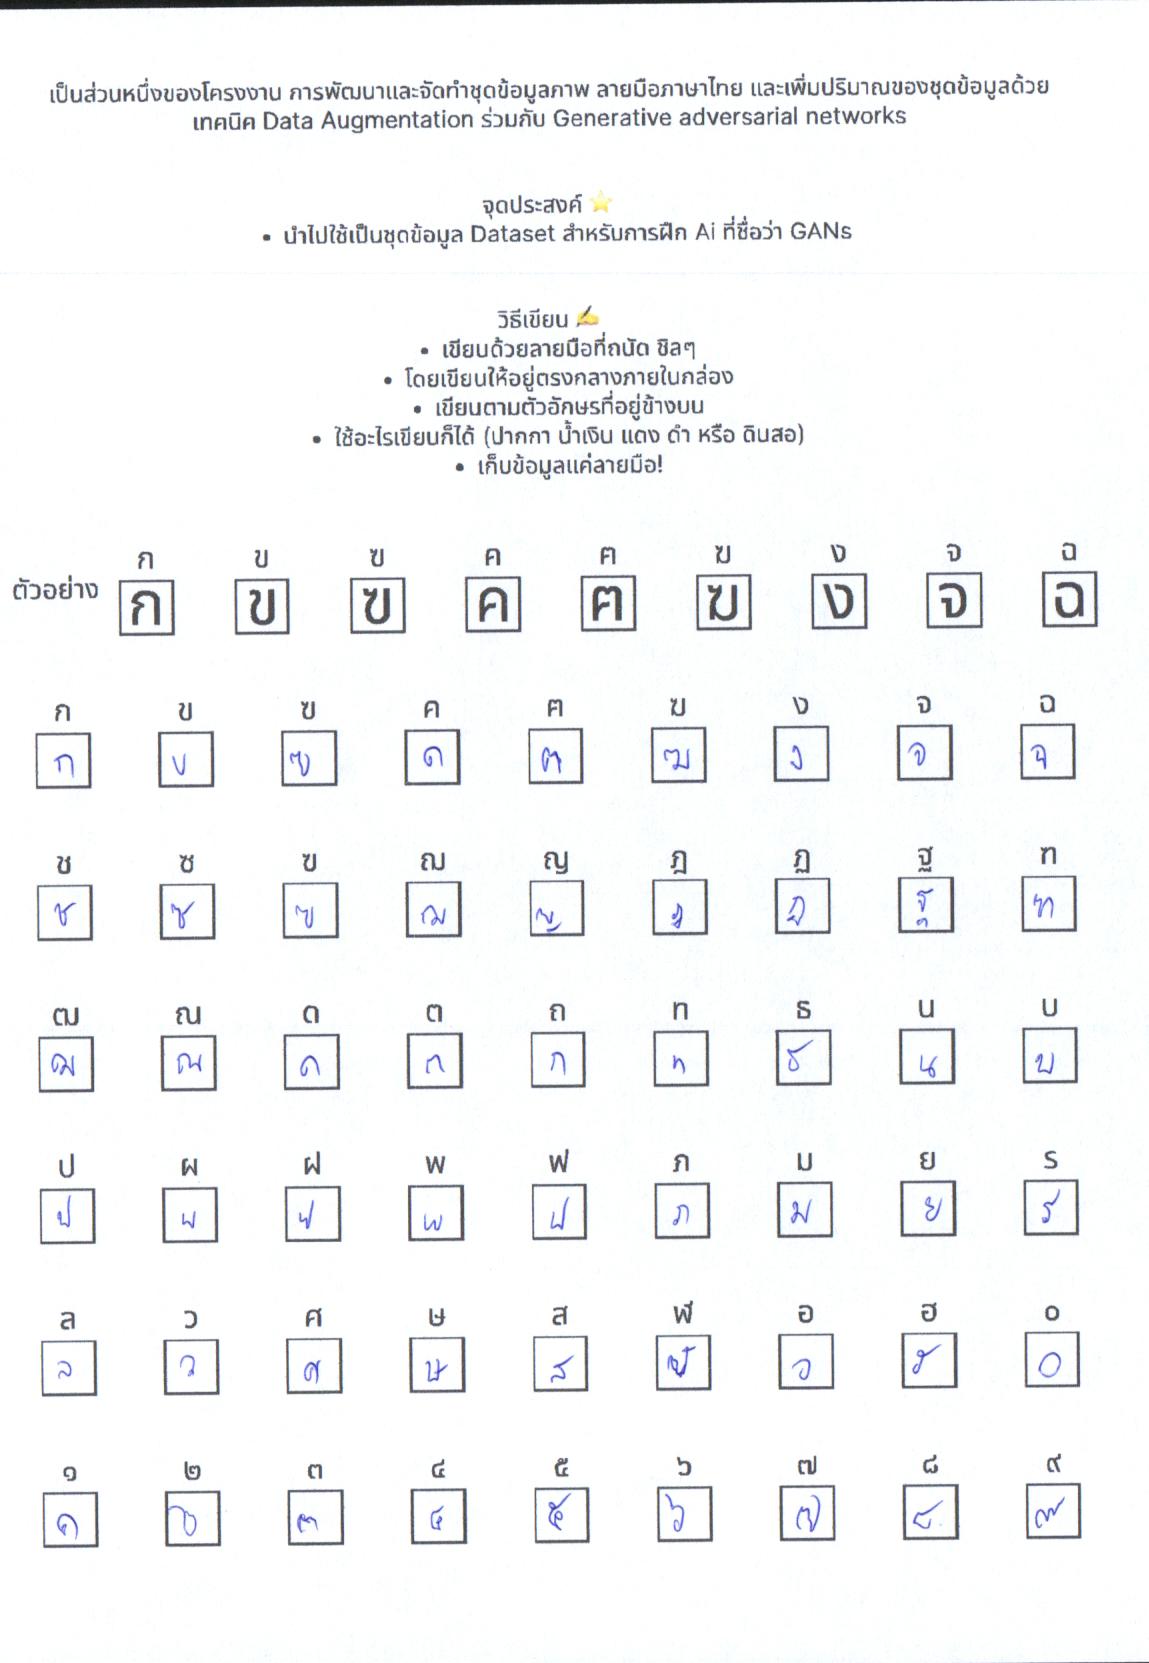 เป็นส่วนหนึ่งของโครงงาน การพัฒนาและจัดทำชุดข้อมูลภาพ ลายมือภาษาไทย และเพิ่มปริมาณของชุดข้อมูลด้วย
เทคนิค Data Augmentation ร่วมกับ Generative adversarial networks
จุดประสงค์ ⭐
• นำไปใช้เป็นชุดข้อมูล Dataset สำหรับการฝึก Ai ที่ชื่อว่า GANs
วิธีเขียน ✍️
• เขียนด้วยลายมือที่ถนัด ชิลๆ
• โดยเขียนให้อยู่ตรงกลางภายในกล่อง
• เขียนตามตัวอักษรที่อยู่ข้างบน
• ใช้อะไรเขียนก็ได้ (ปากกา น้ำเงิน แดง ดำ หรือ ดินสอ)
• เก็บข้อมูลแค่ลายมือ!
ก ข ฃ ค ฅ ฆ ง จ ฉ
ตัวอย่าง ก ข ฃ ค ฅ ฆ ง จ ฉ
ก ข ฃ ค ฅ ฆ ง จ ฉ
ก ข ฃ ค ฅ ฆ ง จ ฉ
ช ซ ฃ ฌ ญ ฎ ฏ ฐ ฑ
ช ซ ฃ ฌ ญ ฎ ฏ ฐ ฑ
ฒ ณ ด ต ถ ท ธ น บ
ฒ ณ ด ต ถ ท ธ น บ
ป ผ ฝ พ ฟ ภ ม ย ร
ป ผ ฝ พ ฟ ภ ม ย ร
ล ว ศ ษ ส ฬ อ ฮ ๐
ล ว ศ ษ ส ฬ อ ฮ ๐
๑ ๒ ๓ ๔ ๕ ๖ ๗ ๘ ๙
๑ ๒ ๓ ๔ ๕ ๖ ๗ ๘ ๙